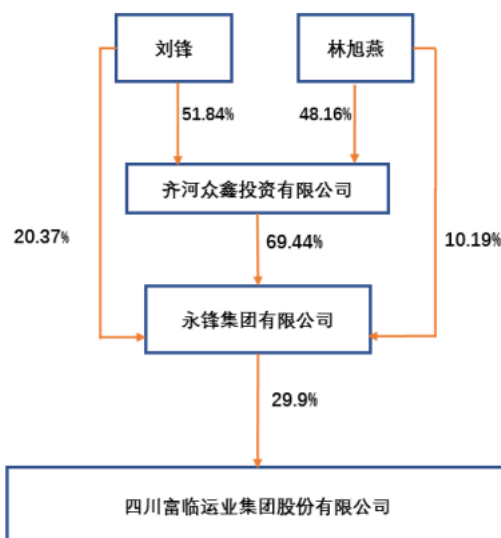 刘锋
林旭燕
51.84%
48.16%
齐河众鑫投资有限公司
20.37%
69.44%
10.19%
永锋集团有限公司
29.9%
四川富临运业集团股份有限公司